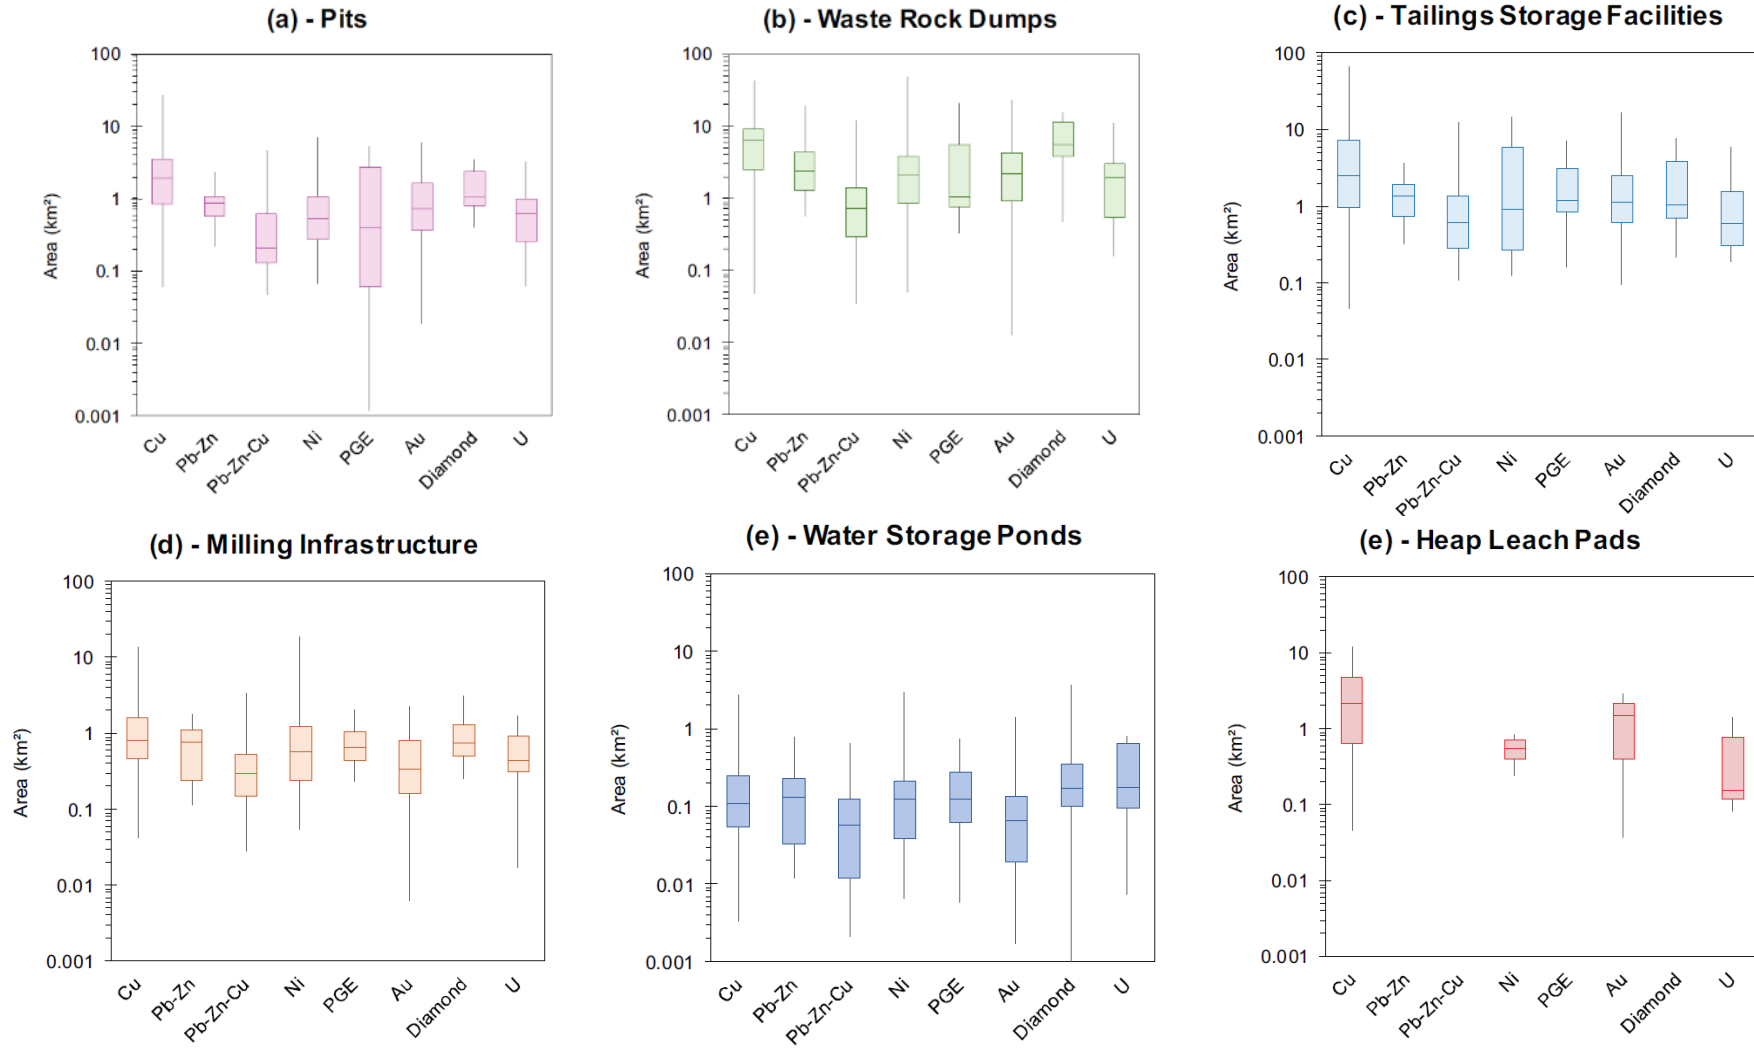 (a) - Pits
100
10
1
0.1
0.01
0.001
Area (km²)
Cu
Pb-Zn
Pb-Zn-Cu
Ni
PGE
Au
Diamond
U
(b) - Waste Rock Dumps
100
10
1
0.1
0.01
0.001
Area (km²)
Cu
Pb-Zn
Pb-Zn-Cu
Ni
PGE
Au
Diamond
U
(c) - Tailings Storage Facilities
100
10
1
0.1
0.01
0.001
Area (km²)
Cu
Pb-Zn
Pb-Zn-Cu
Ni
PGE
Au
Diamond
U
(d) - Milling Infrastructure
100
10
1
0.1
0.01
0.001
Area (km²)
Cu
Pb-Zn
Pb-Zn-Cu
Ni
PGE
Au
Diamond
U
(e) - Water Storage Ponds
100
10
1
0.1
0.01
0.001
Area (km²)
Cu
Pb-Zn
Pb-Zn-Cu
Ni
PGE
Au
Diamond
U
(e) - Heap Leach Pads
100
10
1
0.1
0.01
0.001
Area (km²)
Cu
Pb-Zn
Pb-Zn-Cu
Ni
PGE
Au
Diamond
U